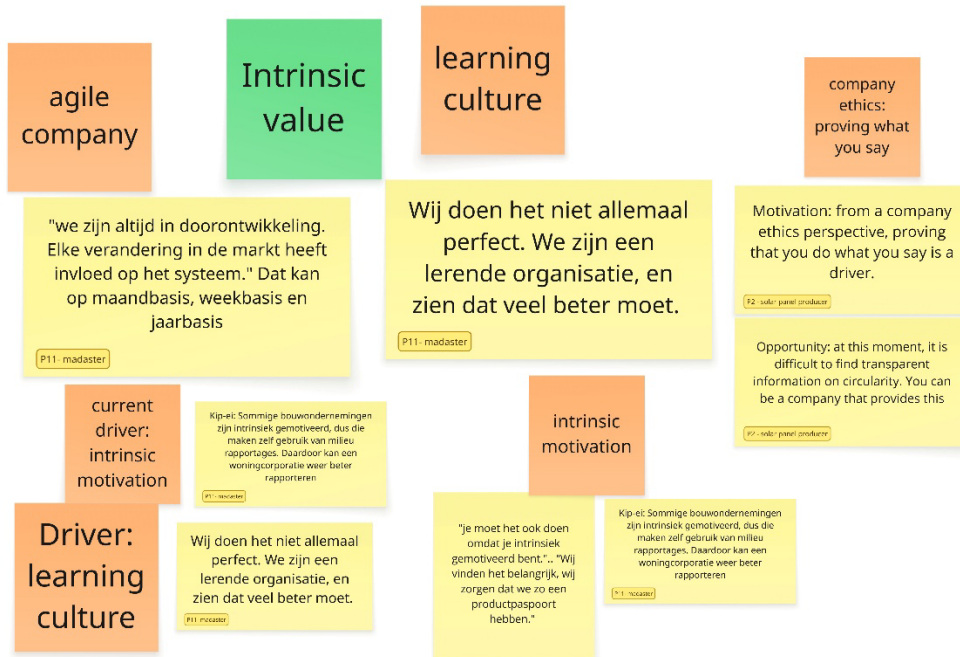 agile
company
Intrinsic
value
learning
culture
company
ethics:
proving what
you say
"we zijn altijd in doorontwikkeling.
Elke verandering in de markt heeft
invloed op het systeem." Dat kan
op maandbasis, weekbasis en
jaarbasis
P11- madaster
Wij doen het niet allemaal
perfect. We zijn een
lerende organisatie, en
zien dat veel beter moet.
P11- madaster
Motivation: from a company
ethics perspective, proving
that you do what you say is a
driver.
P2 - solar panel producer
Opportunity: at this moment, it is
difficult to find transparent
information on circularity. You can
be a company that provides this
P2 - solar panel producer
current
driver:
intrinsic
motivation
Kip-ei: Sommige bouwondernemingen
zijn intrinsiek gemotiveerd, dus die
maken zelf gebruik van milieu
rapportages. Daardoor kan een
woningcorporatie weer beter
rapporteren
P11- madaster
Driver:
learning
culture
Wij doen het niet allemaal
perfect. We zijn een
lerende organisatie, en
zien dat veel beter moet.
P11- madaster
intrinsic
motivation
"je moet het ook doen
omdat je intrinsiek
gemotiveerd bent.".. "Wij
vinden het belangrijk, wij
zorgen dat we zo een
productpaspoort
hebben."
Kip-ei: Sommige bouwondernemingen
zijn intrinsiek gemotiveerd, dus die
maken zelf gebruik van milieu
rapportages. Daardoor kan een
woningcorporatie weer beter
rapporteren
P11- madaster